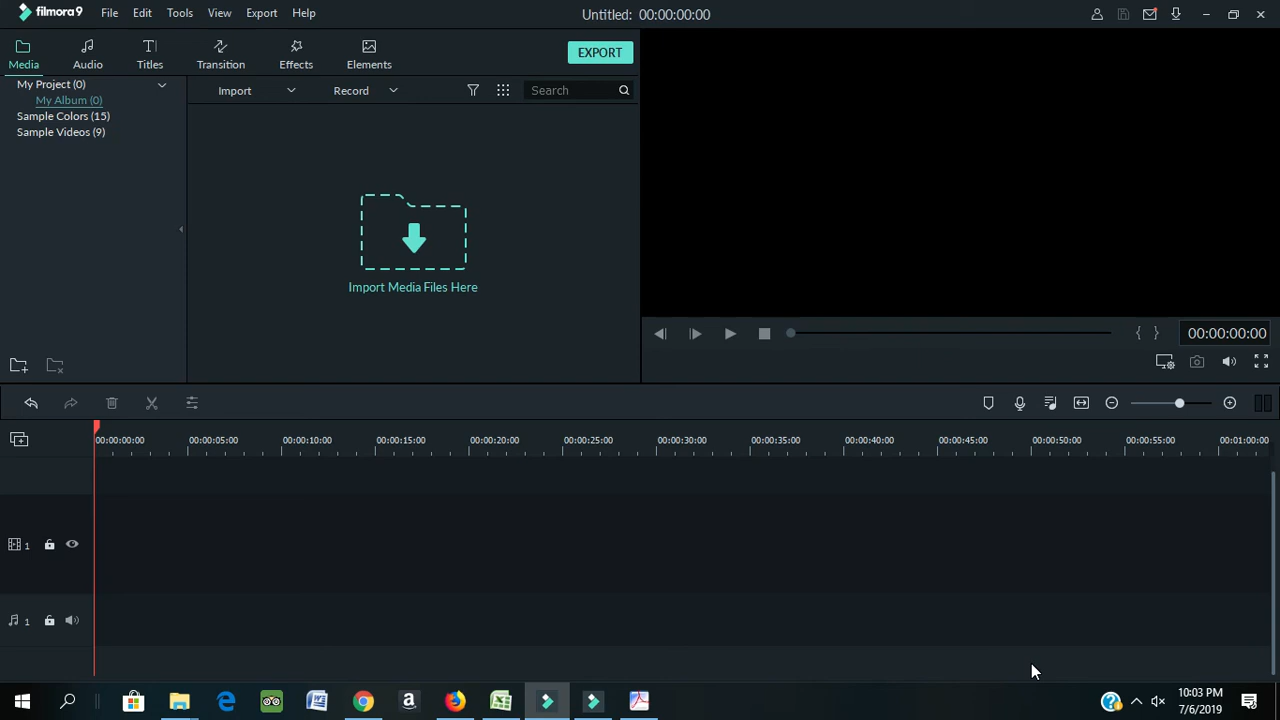 filmora9 File Edit Tools View Export Help Untitled: 00:00:00:00
Media Audio Titles Transition Effects Elements EXPORT
My Project (0)
My Album (0)
Sample Colors (15)
Sample Videos (9)
Import Record Search
Import Media Files Here
{ } 00:00:00:00
00:00:00:00 00:00:05:00 00:00:10:00 00:00:15:00 00:00:20:00 00:00:25:00 00:00:30:00 00:00:35:00 00:00:40:00 00:00:45:00 00:00:50:00 00:00:55:00 00:01:00:00
1
1
10:03 PM
7/6/2019